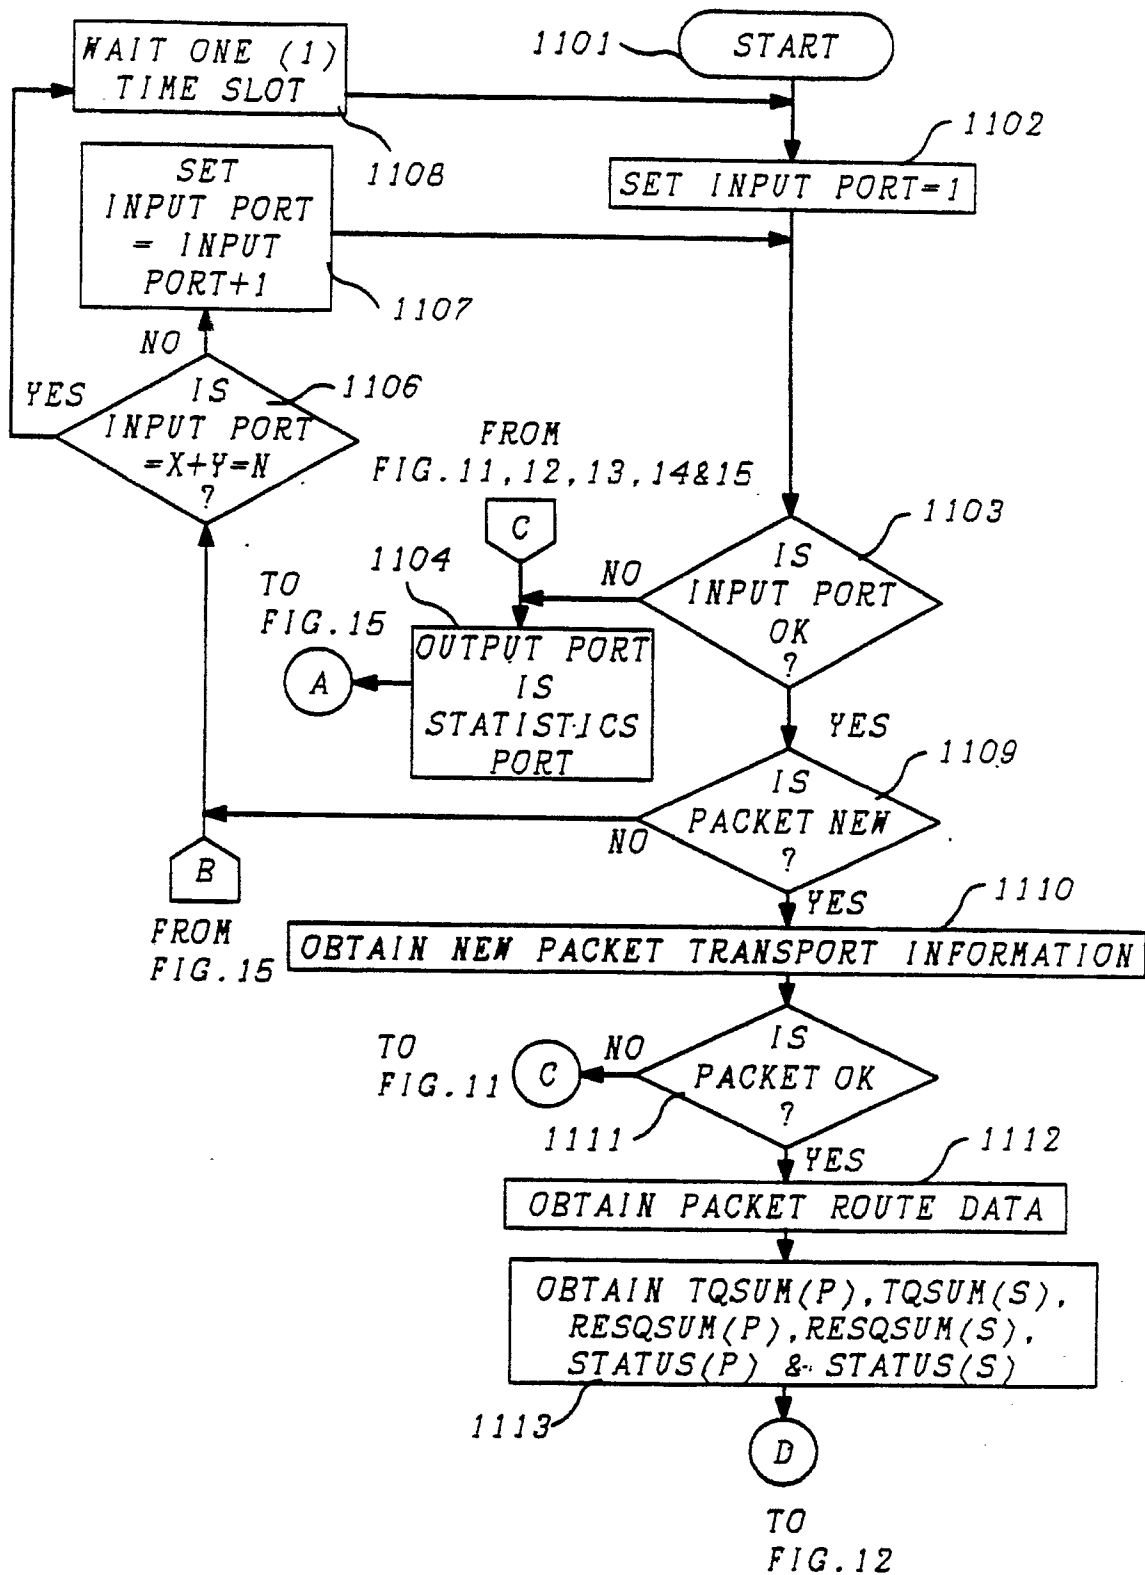 1101
START
WAIT ONE (1)
TIME SLOT
1108
1102
SET INPUT PORT=1
SET
INPUT PORT
= INPUT
PORT+1
1107
NO
YES
1106
IS
INPUT PORT
=X+Y=N
?
FROM
FIG.11,12,13,14&15
C
1103
IS
INPUT PORT
OK
?
NO
1104
TO
FIG.15
A
OUTPUT PORT
IS
STATISTICS
PORT
YES
1109
IS
PACKET NEW
?
NO
B
FROM
FIG.15
YES
1110
OBTAIN NEW PACKET TRANSPORT INFORMATION
TO
FIG.11
C
NO
IS
PACKET OK
?
1111
YES
1112
OBTAIN PACKET ROUTE DATA
OBTAIN TQSUM(P),TQSUM(S),
RESQSUM(P),RESQSUM(S),
STATUS(P) & STATUS(S)
1113
D
TO
FIG.12